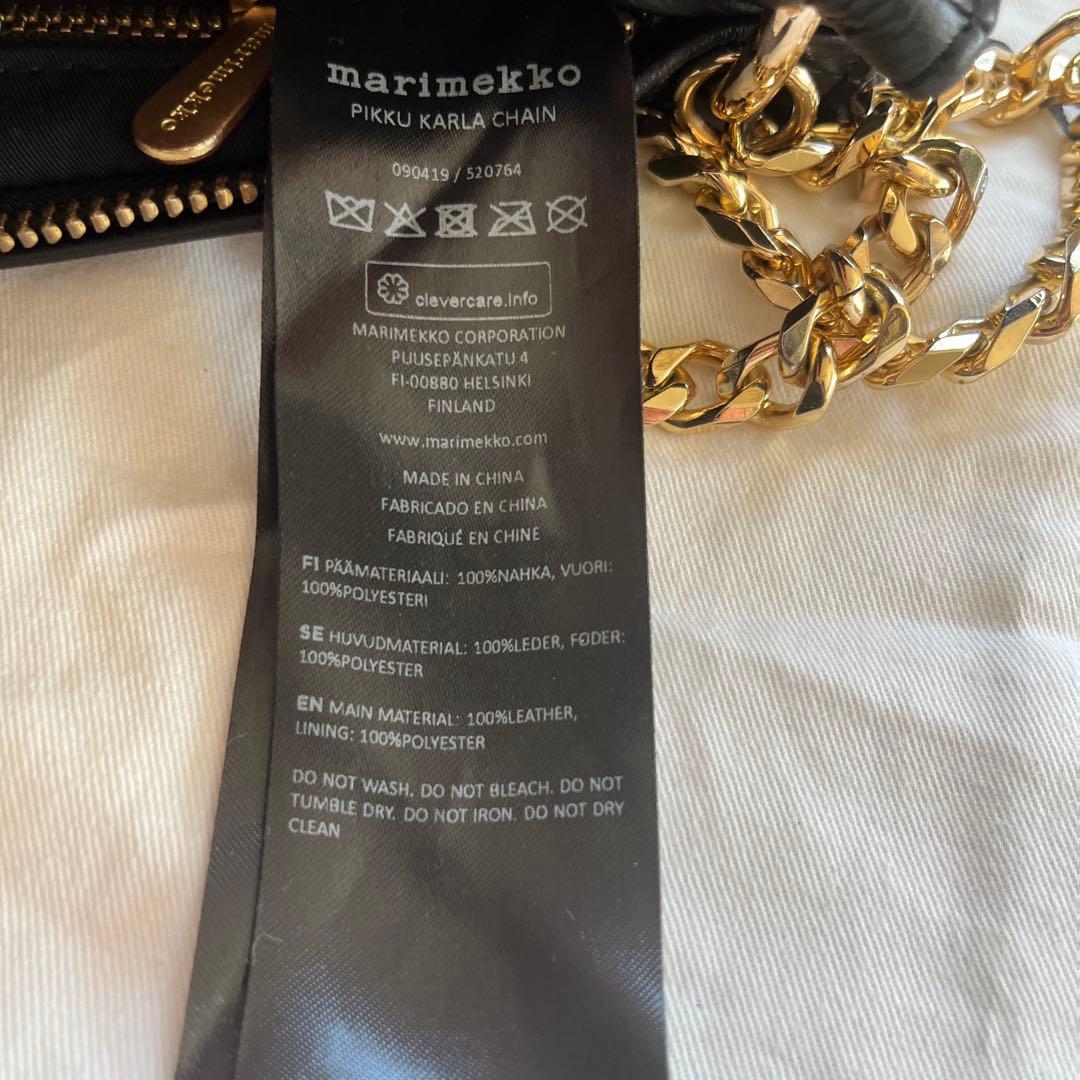 marimekko
marimekko
PIKKU KARLA CHAIN
090419 / 520764
clevercare.info
MARIMEKKO CORPORATION
PUUSEPÄNKATU 4
FI-00880 HELSINKI
FINLAND
www.marimekko.com
MADE IN CHINA
FABRICADO EN CHINA
FABRIQUÉ EN CHINE
FI PÄÄMATERIAALI: 100%NAHKA, VUORI:
100%POLYESTERI
SE HUVUDMATERIAL: 100%LEDER, FODER:
100%POLYESTER
EN MAIN MATERIAL: 100%LEATHER,
LINING: 100%POLYESTER
DO NOT WASH. DO NOT BLEACH. DO NOT
TUMBLE DRY. DO NOT IRON. DO NOT DRY
CLEAN